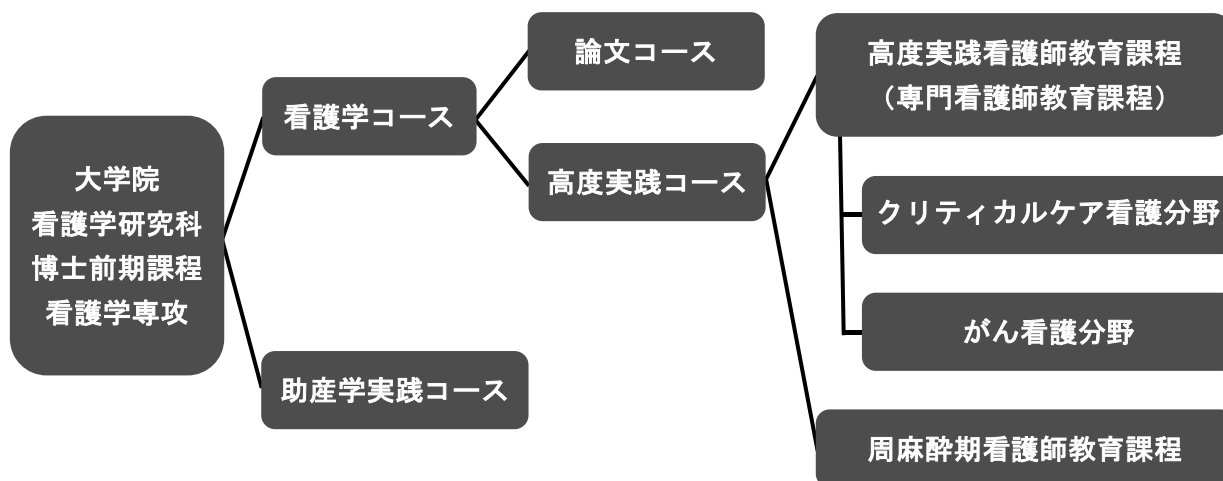 大学院
看護学研究科
博士前期課程
看護学専攻
看護学コース
助産学実践コース
論文コース
高度実践コース
高度実践看護師教育課程
（専門看護師教育課程）
クリティカルケア看護分野
がん看護分野
周麻酔期看護師教育課程